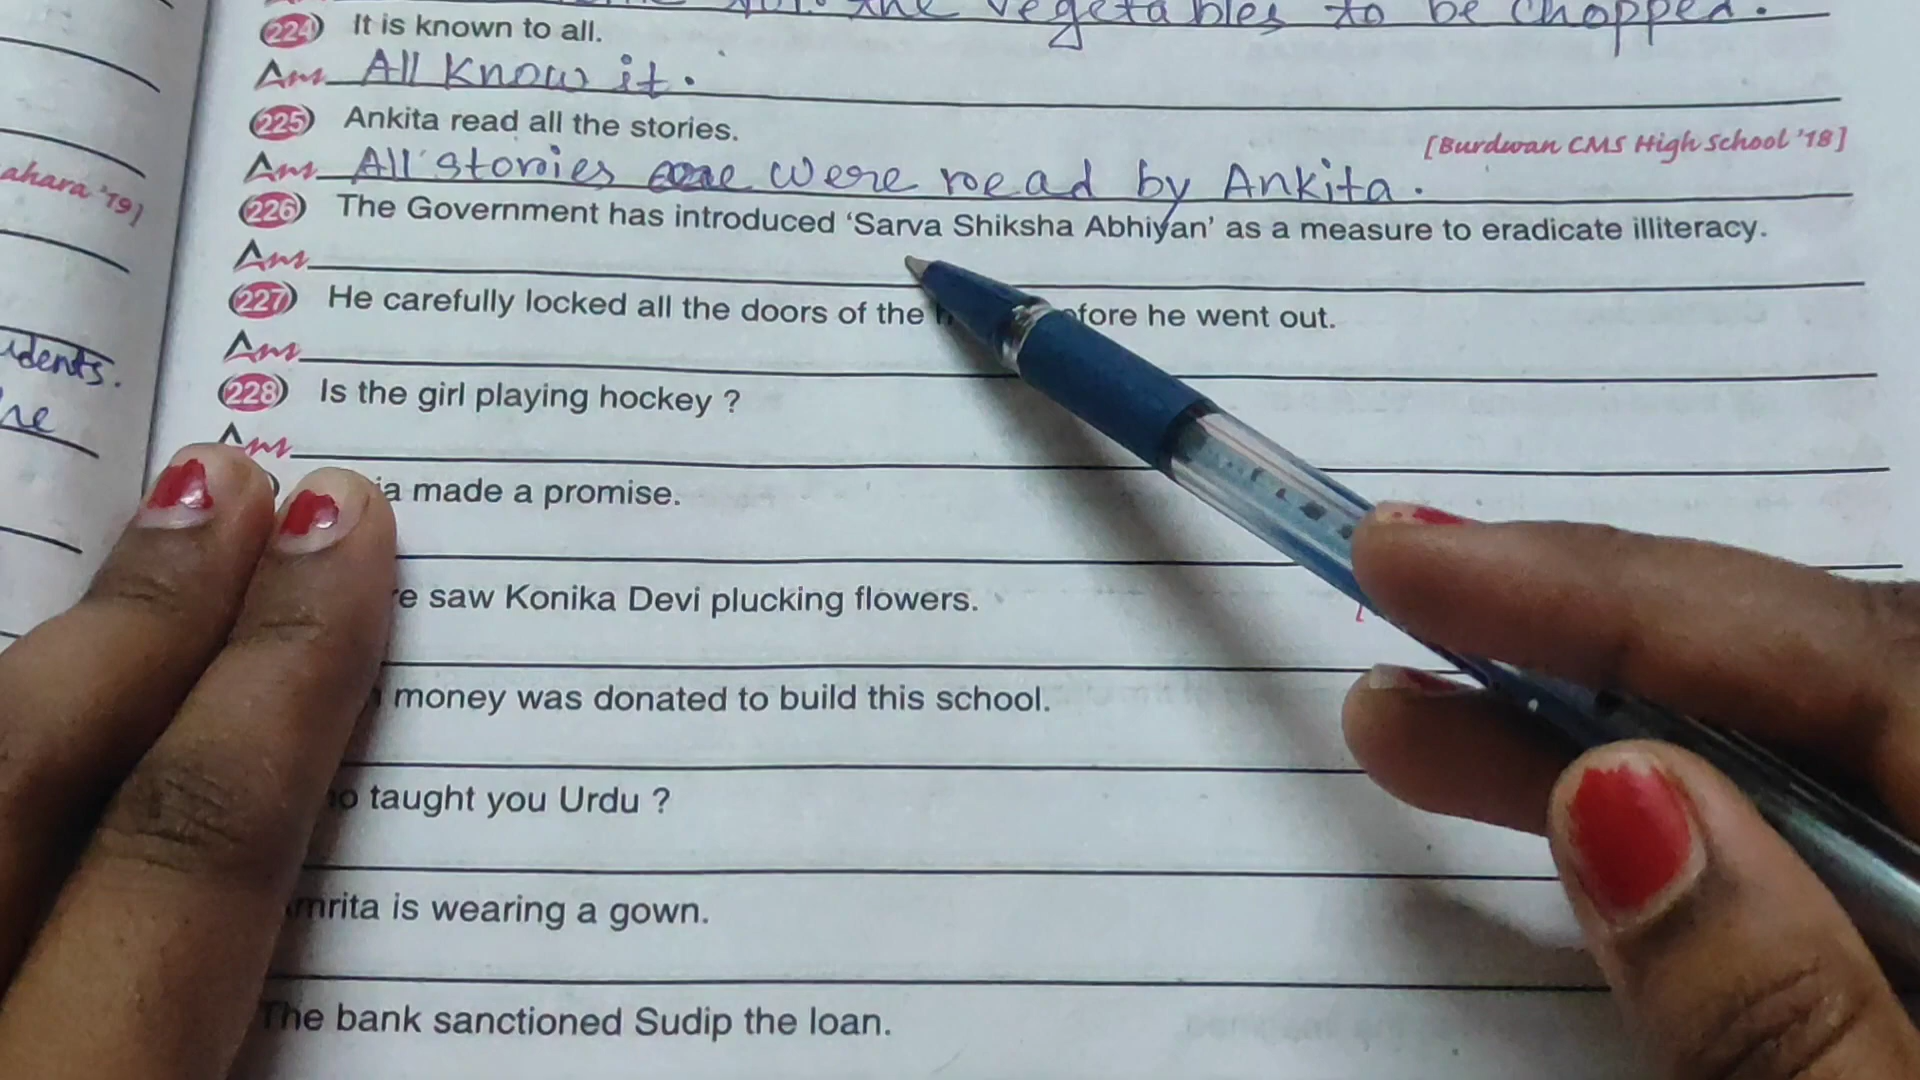 the vegetables to be chopped.
224 It is known to all.
Ans All know it.
225 Ankita read all the stories.
[Burdwan CMS High School '18]
Ans All stories were read by Ankita.
ahara '19]
226 The Government has introduced 'Sarva Shiksha Abhiyan' as a measure to eradicate illiteracy.
Ans
227 He carefully locked all the doors of the before he went out.
Ans
228 Is the girl playing hockey ?
Ans
made a promise.
saw Konika Devi plucking flowers.
money was donated to build this school.
taught you Urdu ?
Amrita is wearing a gown.
The bank sanctioned Sudip the loan.